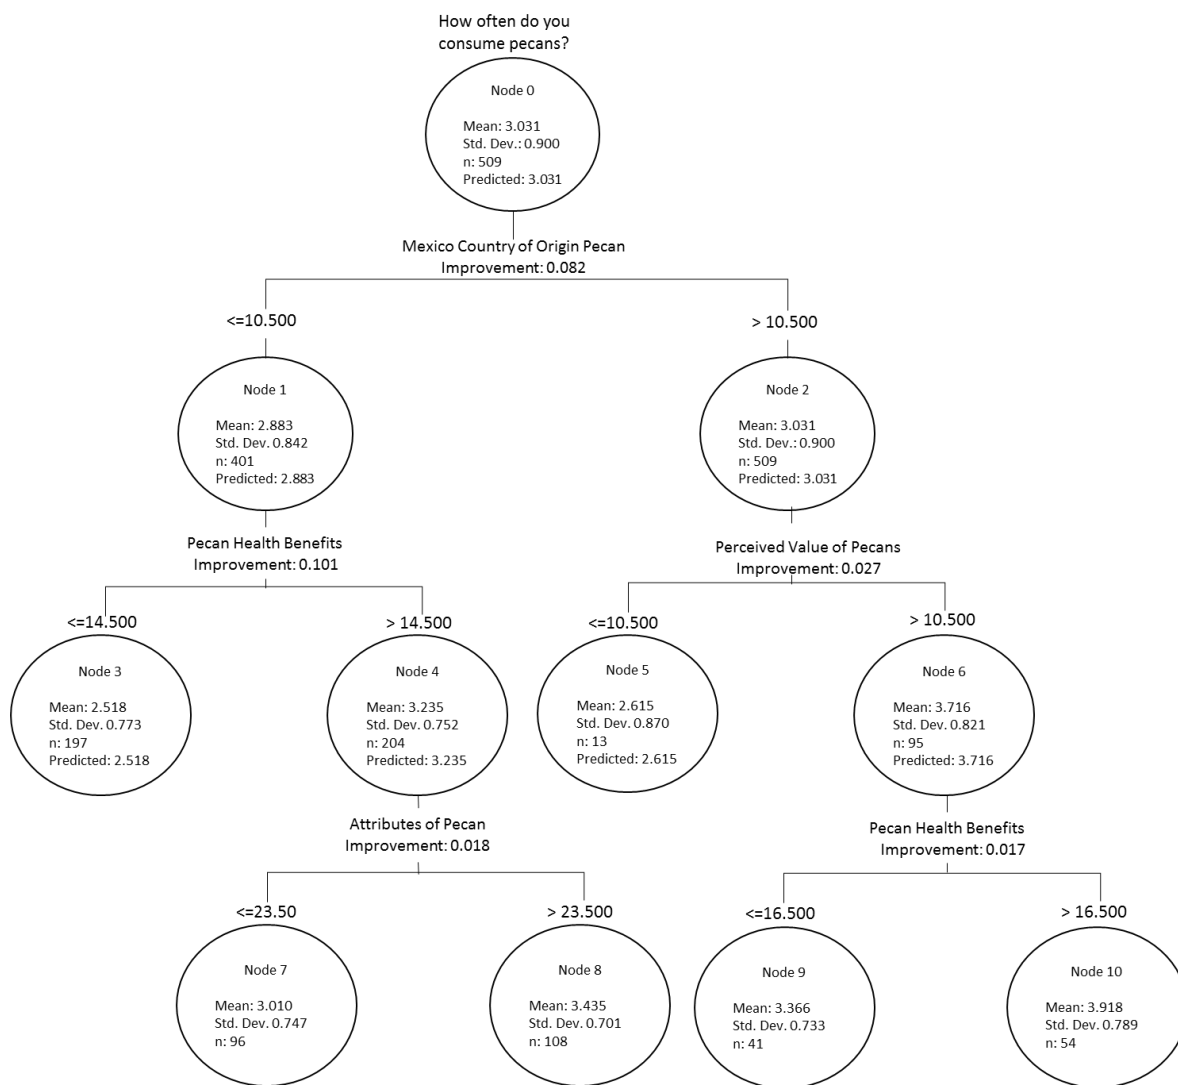 How often do you
consume pecans?
Node 0
Mean: 3.031
Std. Dev.: 0.900
n: 509
Predicted: 3.031
Mexico Country of Origin Pecan
Improvement: 0.082
<=10.500
> 10.500
Node 1
Mean: 2.883
Std. Dev. 0.842
n: 401
Predicted: 2.883
Node 2
Mean: 3.031
Std. Dev.: 0.900
n: 509
Predicted: 3.031
Pecan Health Benefits
Improvement: 0.101
Perceived Value of Pecans
Improvement: 0.027
<=14.500
> 14.500
<=10.500
> 10.500
Node 3
Mean: 2.518
Std. Dev. 0.773
n: 197
Predicted: 2.518
Node 4
Mean: 3.235
Std. Dev. 0.752
n: 204
Predicted: 3.235
Node 5
Mean: 2.615
Std. Dev. 0.870
n: 13
Predicted: 2.615
Node 6
Mean: 3.716
Std. Dev. 0.821
n: 95
Predicted: 3.716
Attributes of Pecan
Improvement: 0.018
Pecan Health Benefits
Improvement: 0.017
<=23.50
> 23.500
<=16.500
> 16.500
Node 7
Mean: 3.010
Std. Dev. 0.747
n: 96
Node 8
Mean: 3.435
Std. Dev. 0.701
n: 108
Node 9
Mean: 3.366
Std. Dev. 0.733
n: 41
Node 10
Mean: 3.918
Std. Dev. 0.789
n: 54